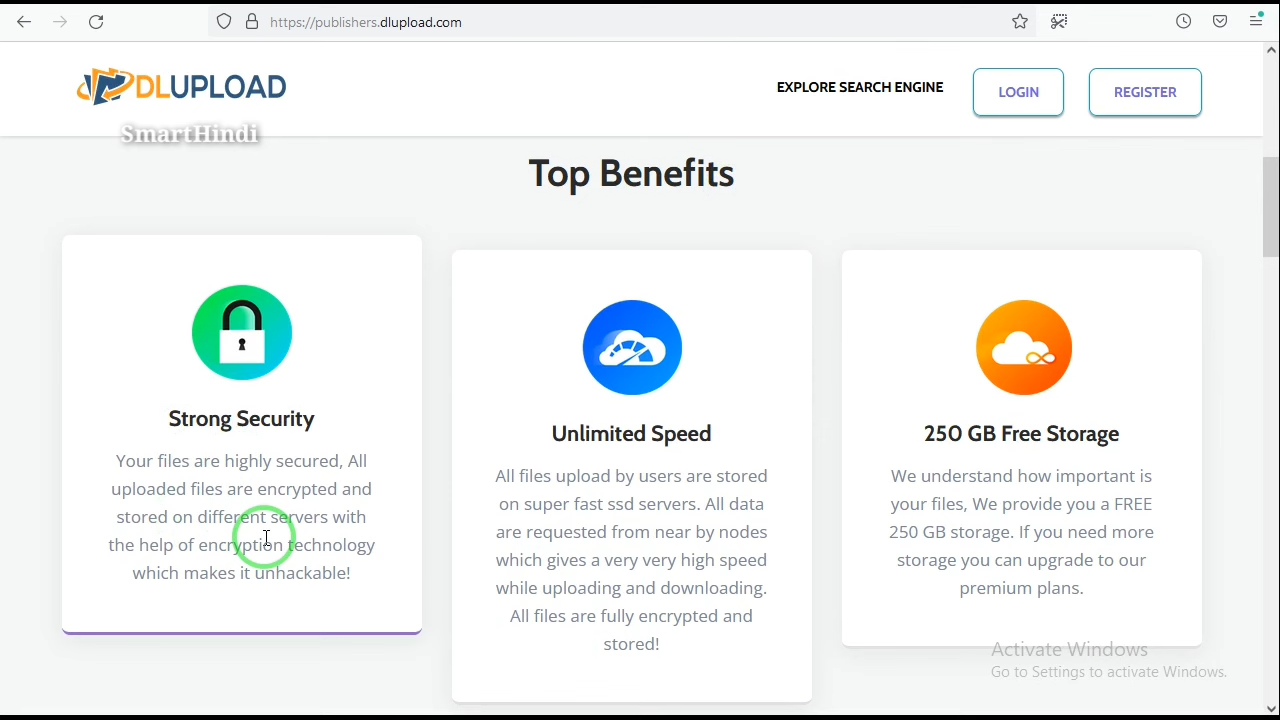 https://publishers.dlupload.com
DLUPLOAD
EXPLORE SEARCH ENGINE
LOGIN
REGISTER
SmartHindi
Top Benefits
Strong Security
Your files are highly secured, All
uploaded files are encrypted and
stored on different servers with
the help of encryption technology
which makes it unhackable!
Unlimited Speed
All files upload by users are stored
on super fast ssd servers. All data
are requested from near by nodes
which gives a very very high speed
while uploading and downloading.
All files are fully encrypted and
stored!
250 GB Free Storage
We understand how important is
your files, We provide you a FREE
250 GB storage. If you need more
storage you can upgrade to our
premium plans.
Activate Windows
Go to Settings to activate Windows.